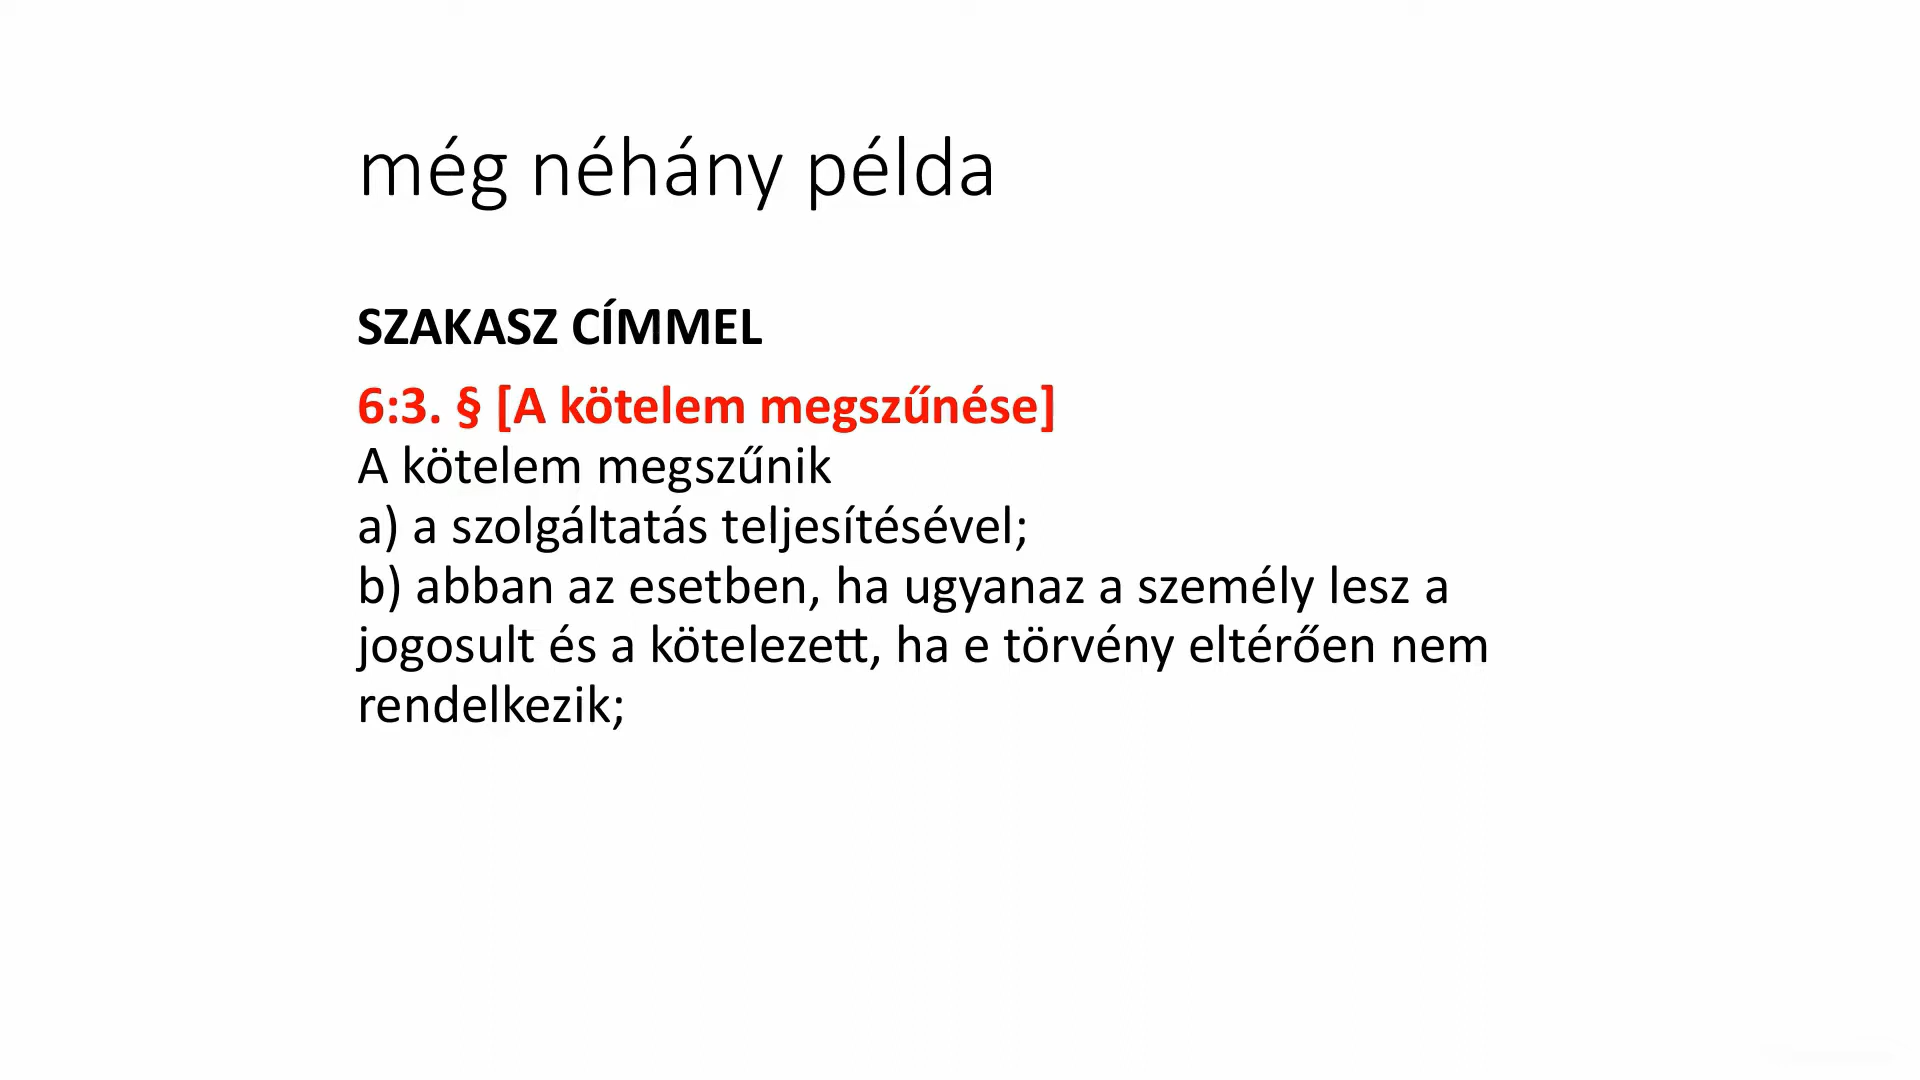 még néhány példa
SZAKASZ CÍMMEL
6:3. § [A kötelem megszűnése]
A kötelem megszűnik
a) a szolgáltatás teljesítésével;
b) abban az esetben, ha ugyanaz a személy lesz a
jogosult és a kötelezett, ha e törvény eltérően nem
rendelkezik;